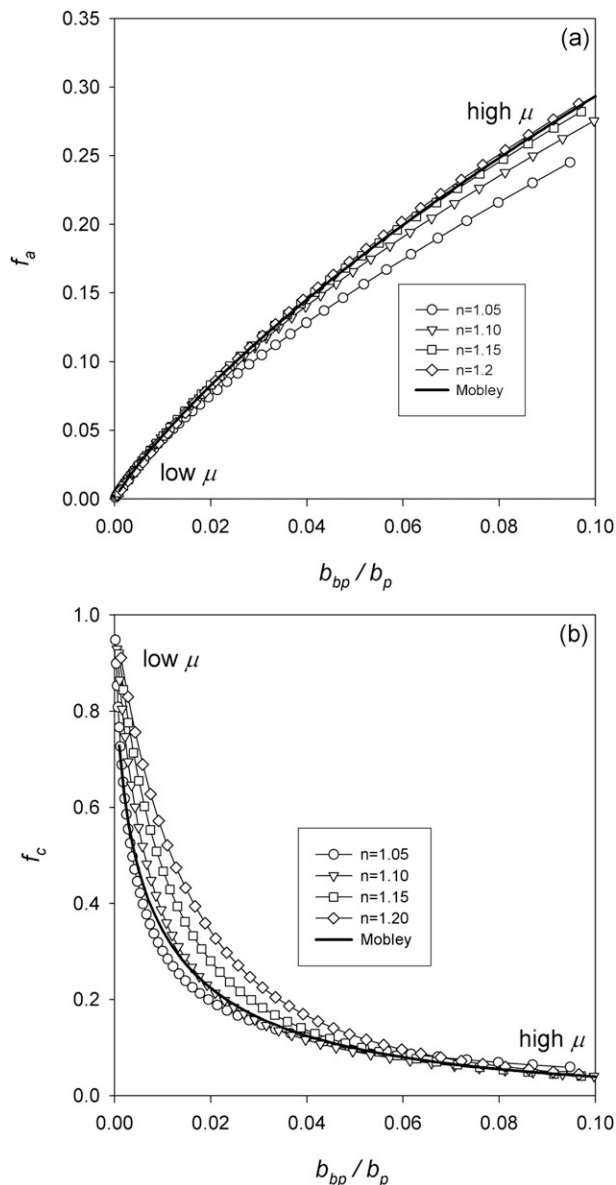 (a)
0.35
0.30
0.25
0.20
0.15
0.10
0.05
0.00
f_a
high μ
low μ
n=1.05
n=1.10
n=1.15
n=1.2
Mobley
0.00 0.02 0.04 0.06 0.08 0.10
b_bp / b_p
(b)
1.0
0.8
0.6
0.4
0.2
0.0
f_c
low μ
n=1.05
n=1.10
n=1.15
n=1.20
Mobley
high μ
0.00 0.02 0.04 0.06 0.08 0.10
b_bp / b_p